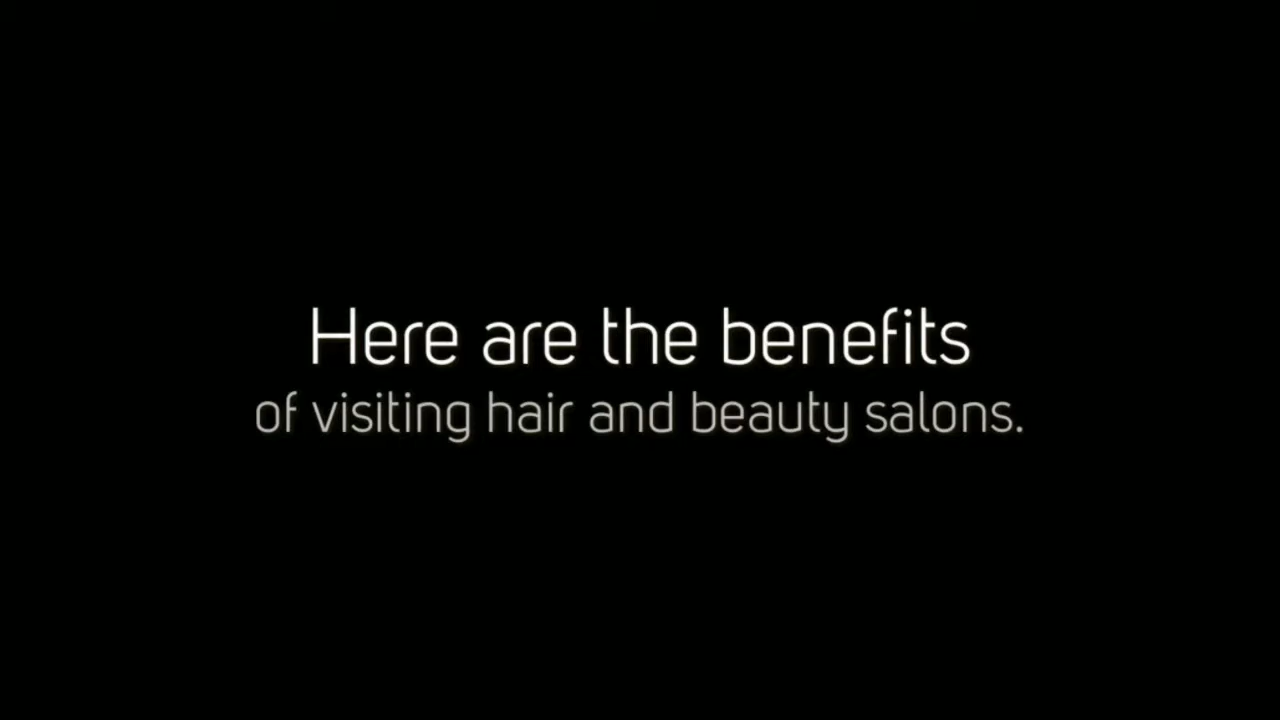 Here are the benefits
of visiting hair and beauty salons.